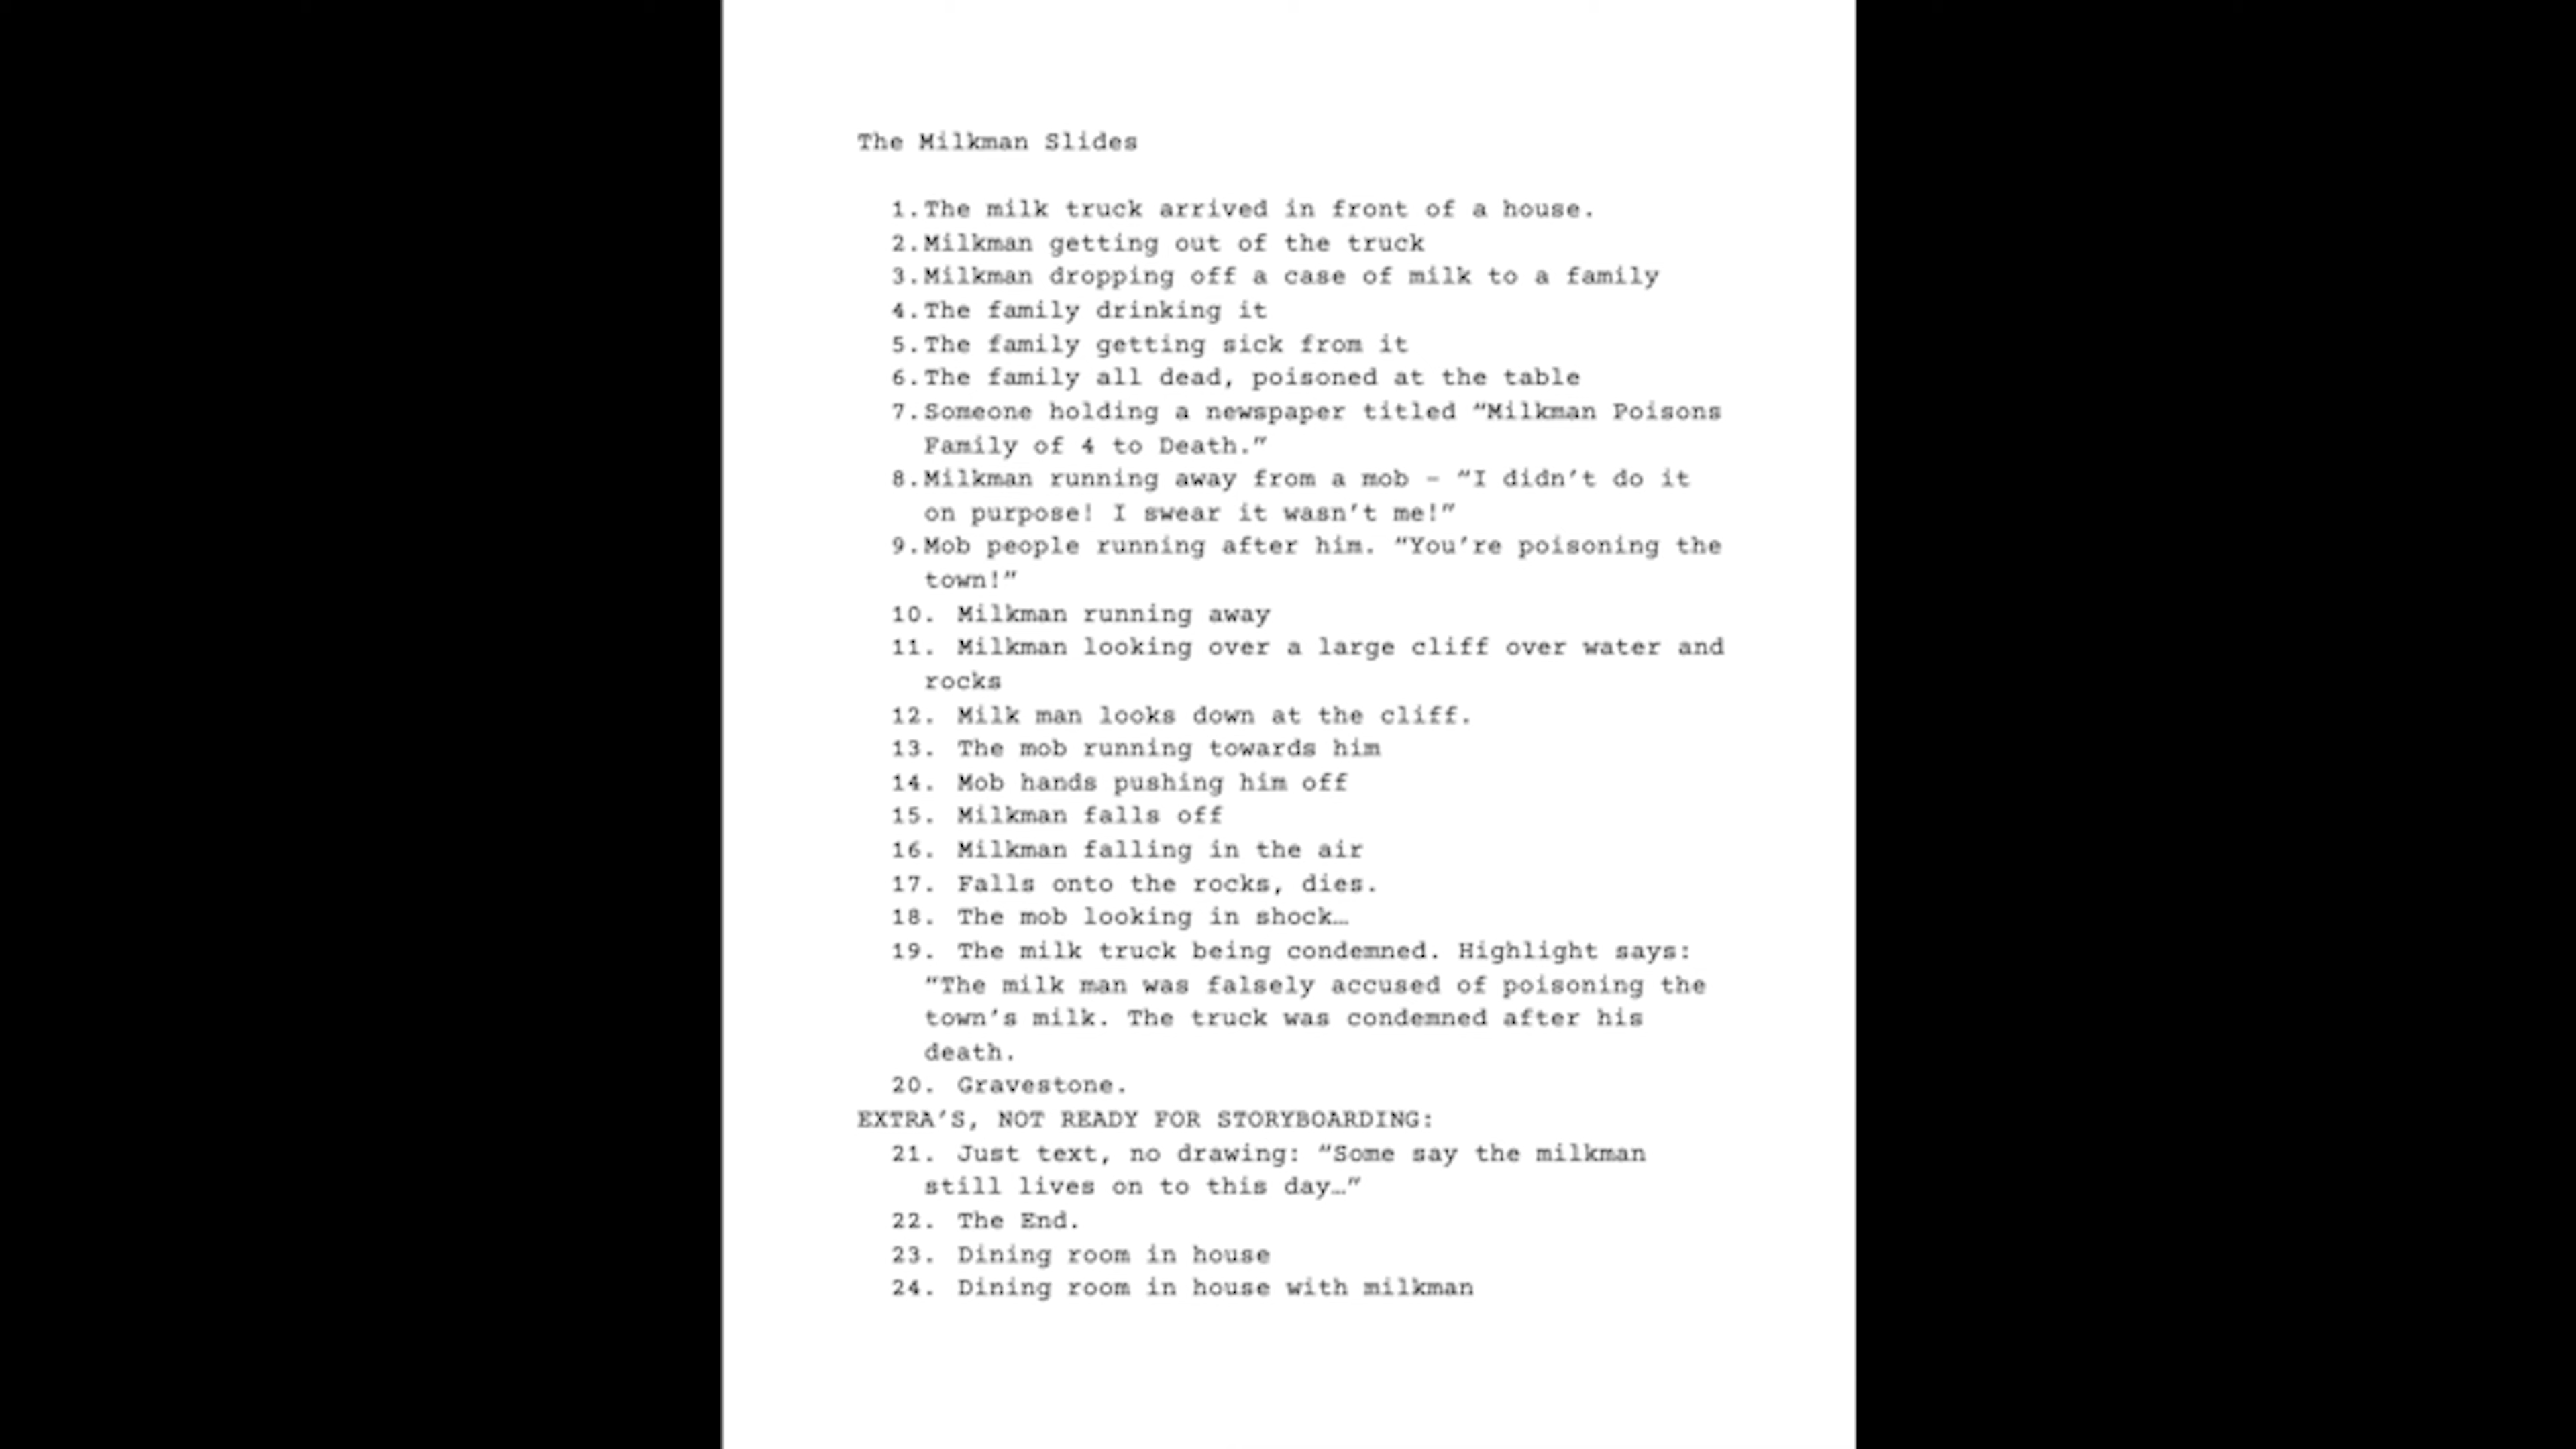 The Milkman Slides
1. The milk truck arrived in front of a house.
2. Milkman getting out of the truck
3. Milkman dropping off a case of milk to a family
4. The family drinking it
5. The family getting sick from it
6. The family all dead, poisoned at the table
7. Someone holding a newspaper titled “Milkman Poisons
Family of 4 to Death.”
8. Milkman running away from a mob – “I didn’t do it
on purpose! I swear it wasn’t me!”
9. Mob people running after him. “You’re poisoning the
town!”
10. Milkman running away
11. Milkman looking over a large cliff over water and
rocks
12. Milk man looks down at the cliff.
13. The mob running towards him
14. Mob hands pushing him off
15. Milkman falls off
16. Milkman falling in the air
17. Falls onto the rocks, dies.
18. The mob looking in shock…
19. The milk truck being condemned. Highlight says:
“The milk man was falsely accused of poisoning the
town’s milk. The truck was condemned after his
death.
20. Gravestone.
EXTRA’S, NOT READY FOR STORYBOARDING:
21. Just text, no drawing: “Some say the milkman
still lives on to this day…”
22. The End.
23. Dining room in house
24. Dining room in house with milkman